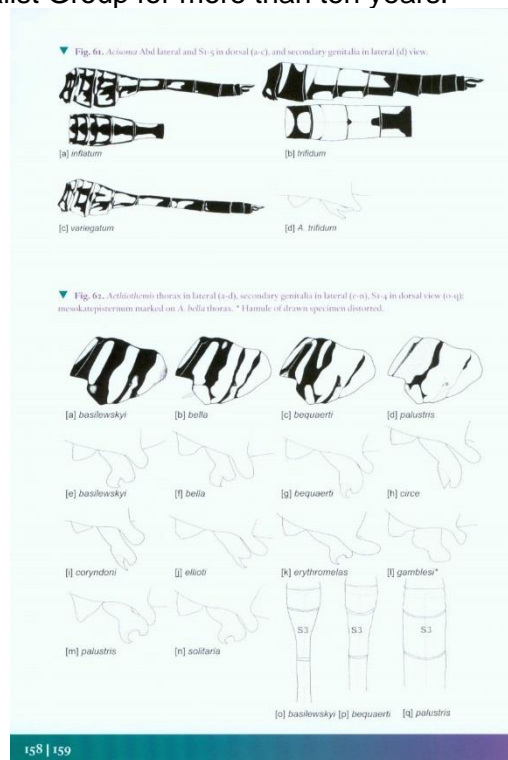 alist Group for more than ten years.
▼ Fig. 61. Acisoma Abd lateral and S1-5 in dorsal (a-c), and secondary genitalia in lateral (d) view.
[a] inflatum
[b] trifidum
[c] variegatum
[d] A. trifidum
▼ Fig. 62. Aethiothemis thorax in lateral (a-d), secondary genitalia in lateral (e-n), S1-4 in dorsal view (o-q);
mesokatepisternum marked on A. bella thorax. * Hamule of drawn specimen distorted.
[a] basilewskyi
[b] bella
[c] bequaerti
[d] palustris
[e] basilewskyi
[f] bella
[g] bequaerti
[h] circe
[i] coryndoni
[j] ellioti
[k] erythromelas
[l] gamblesi*
S3
S3
S3
[m] palustris
[n] solitaria
[o] basilewskyi [p] bequaerti
[q] palustris
158 | 159